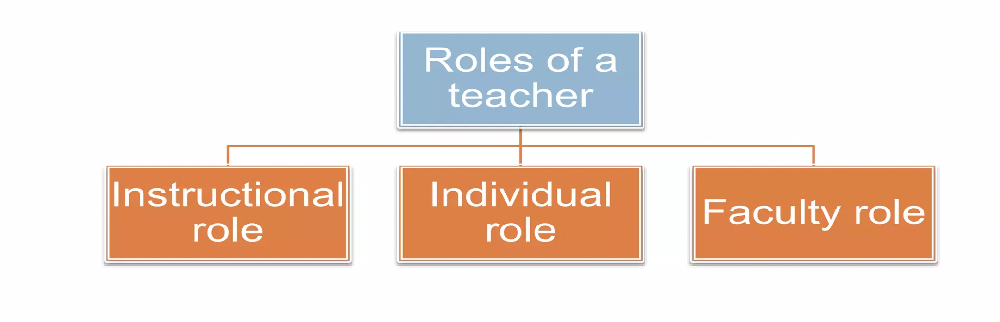 Roles of a
teacher
Instructional
role
Individual
role
Faculty role